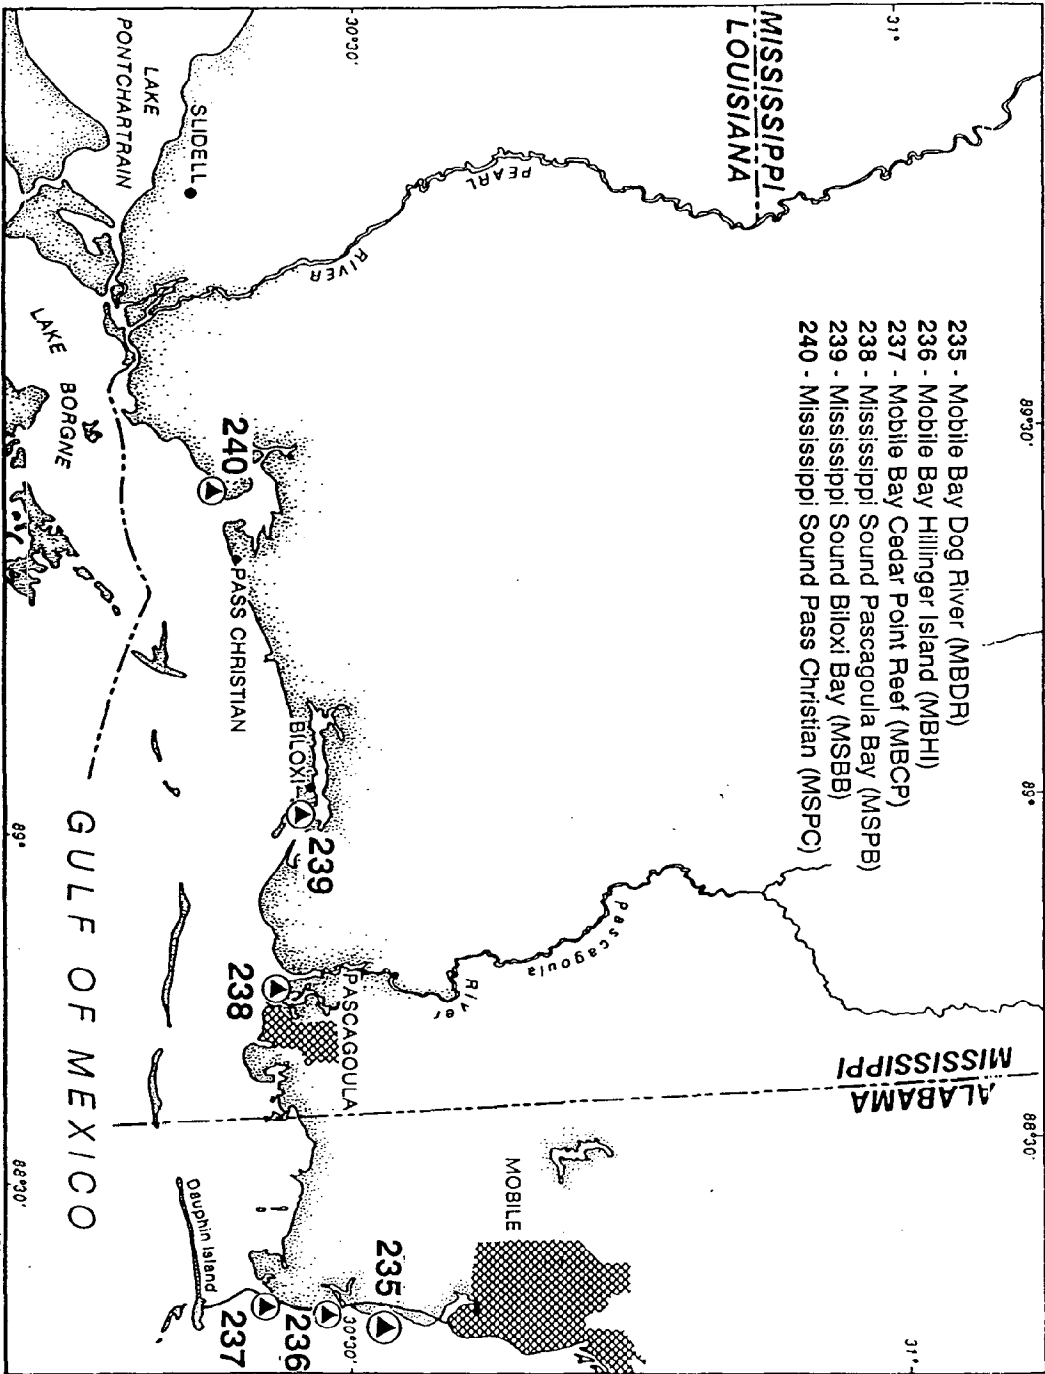 31°
30°30'
MISSISSIPPI
LOUISIANA
LAKE
PONTCHARTRAIN
SLIDELL
PEARL
RIVER
LAKE
BORGNE
89°30'
235 - Mobile Bay Dog River (MBDR)
236 - Mobile Bay Hillinger Island (MBHI)
237 - Mobile Bay Cedar Point Reef (MBCP)
238 - Mississippi Sound Pascagoula Bay (MSPB)
239 - Mississippi Sound Biloxi Bay (MSBB)
240 - Mississippi Sound Pass Christian (MSPC)
240
PASS CHRISTIAN
BILOXI
239
89°
89°
GULF OF MEXICO
Pascagoula
River
238
PASCAGOULA
MISSISSIPPI
ALABAMA
88°30'
88°30'
MOBILE
Dauphin Island
235
236
237
30°30'
31°